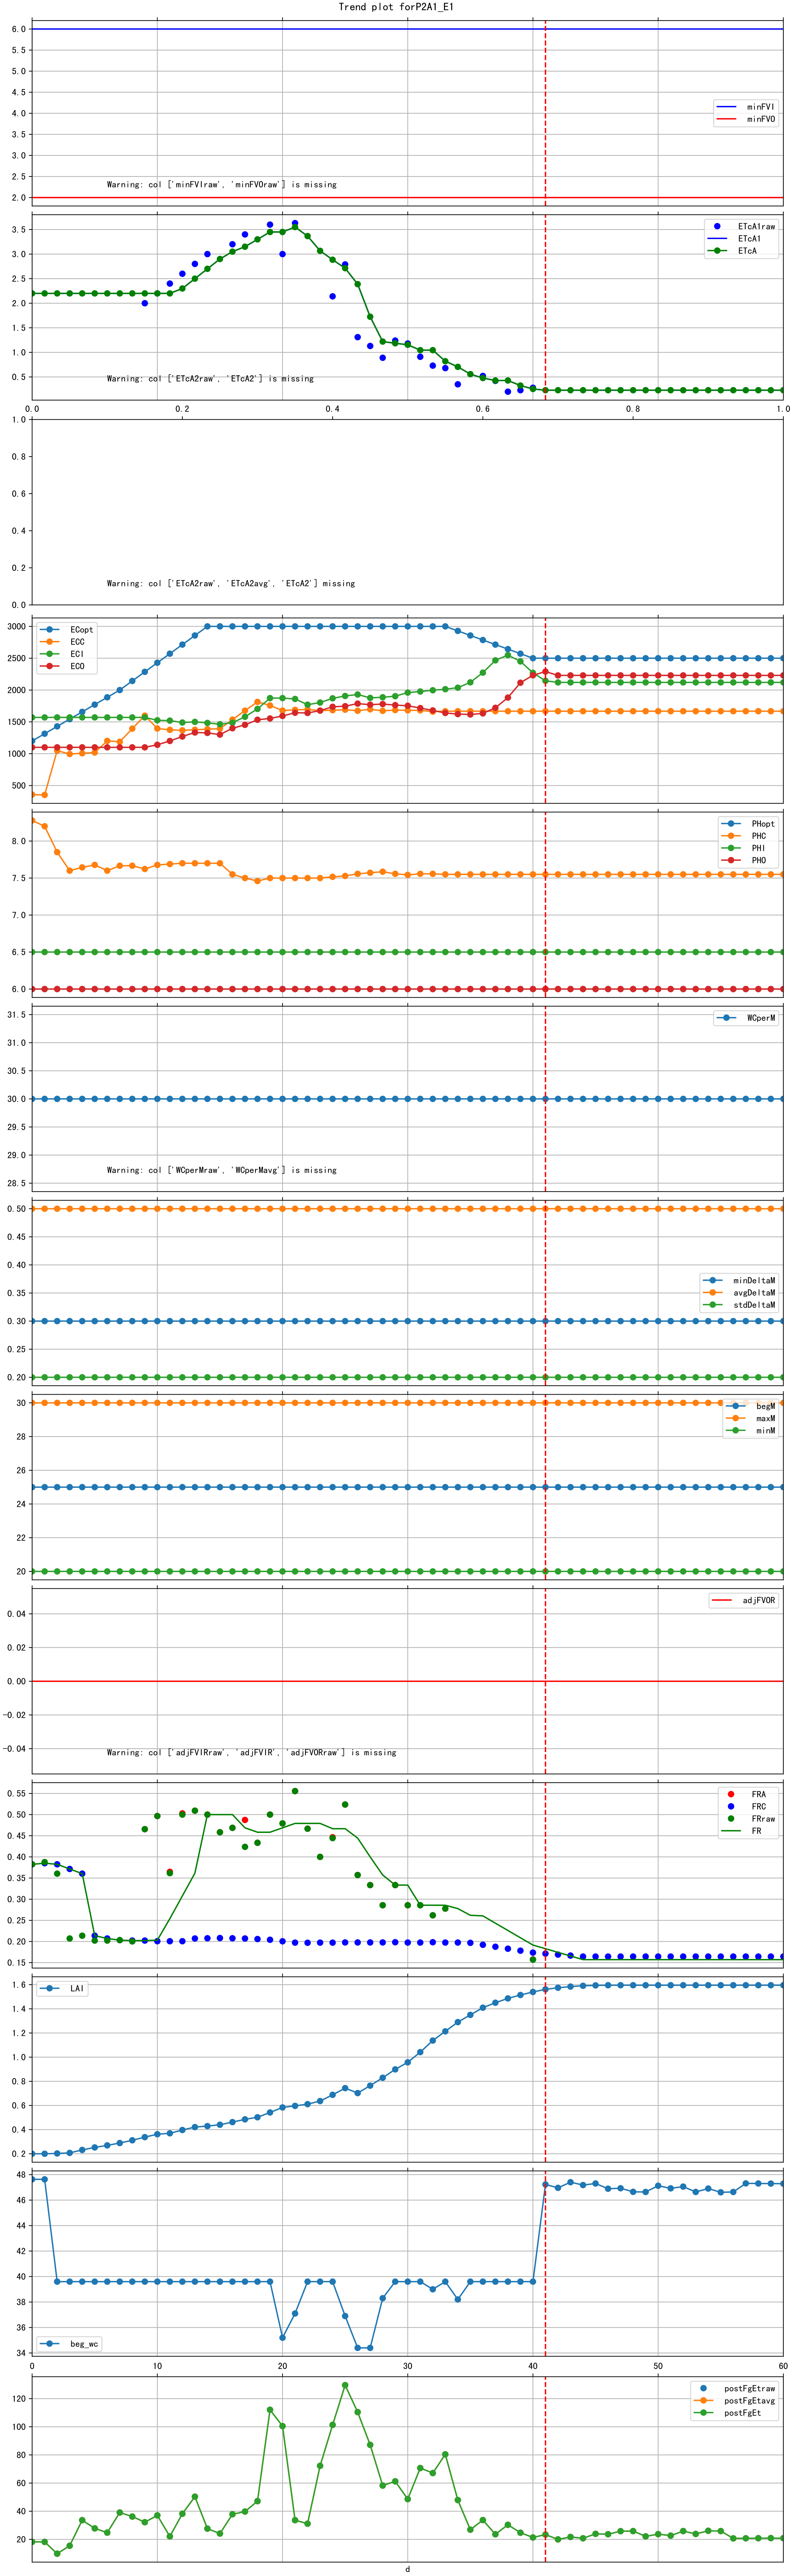 Trend plot forP2A1_E1
6.0
5.5
5.0
4.5
4.0
3.5
3.0
2.5
2.0
minFVI
minFVO
Warning: col ['minFVIraw', 'minFVOraw'] is missing
3.5
3.0
2.5
2.0
1.5
1.0
0.5
ETcA1raw
ETcA1
ETcA
Warning: col ['ETcA2raw', 'ETcA2'] is missing
0.0 0.2 0.4 0.6 0.8 1.0
1.0
0.8
0.6
0.4
0.2
0.0
Warning: col ['ETcA2raw', 'ETcA2avg', 'ETcA2'] missing
3000
2500
2000
1500
1000
500
ECopt
ECC
ECI
ECO
8.0
7.5
7.0
6.5
6.0
PHopt
PHC
PHI
PHO
31.5
31.0
30.5
30.0
29.5
29.0
28.5
WCperM
Warning: col ['WCperMraw', 'WCperMavg'] is missing
0.50
0.45
0.40
0.35
0.30
0.25
0.20
minDeltaM
avgDeltaM
stdDeltaM
30
28
26
24
22
20
begM
maxM
minM
0.04
0.02
0.00
−0.02
−0.04
adjFVOR
Warning: col ['adjFVIRraw', 'adjFVIR', 'adjFVORraw'] is missing
0.55
0.50
0.45
0.40
0.35
0.30
0.25
0.20
0.15
FRA
FRC
FRraw
FR
1.6
1.4
1.2
1.0
0.8
0.6
0.4
0.2
LAI
48
46
44
42
40
38
36
34
beg_wc
0 10 20 30 40 50 60
120
100
80
60
40
20
postFgEtraw
postFgEtavg
postFgEt
d